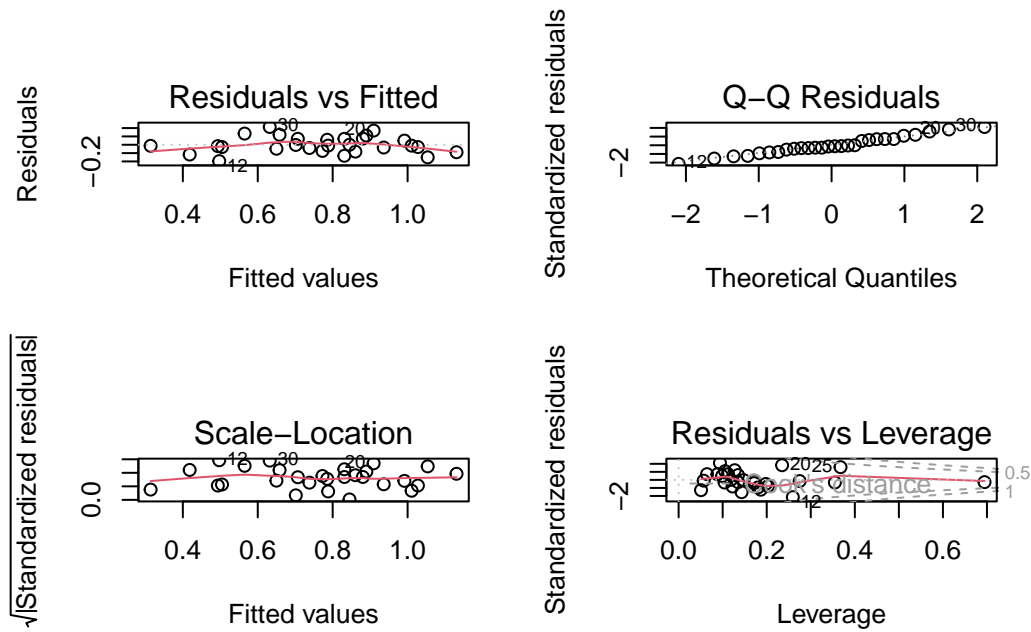 Residuals vs Fitted
Residuals
−0.2
30
20
12
0.4 0.6 0.8 1.0
Fitted values
Q−Q Residuals
Standardized residuals
−2
12
20
30
−2 −1 0 1 2
Theoretical Quantiles
Scale−Location
√|Standardized residuals|
0.0
12
30
20
0.4 0.6 0.8 1.0
Fitted values
Residuals vs Leverage
Standardized residuals
−2
20
25
12
Cook's distance
0.5
1
0.0 0.2 0.4 0.6
Leverage